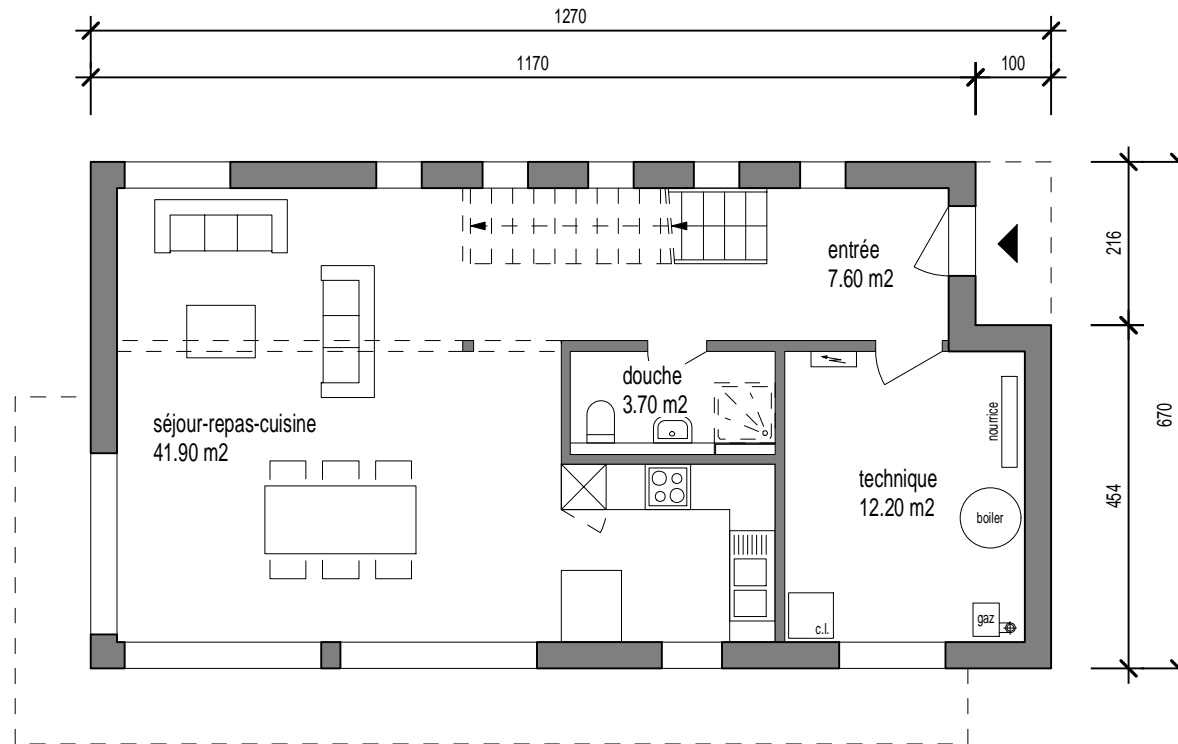 1270
1170
100
216
entrée
7.60 m2
douche
3.70 m2
séjour-repas-cuisine
41.90 m2
nourrice
technique
12.20 m2
boiler
gaz
c.l.
670
454